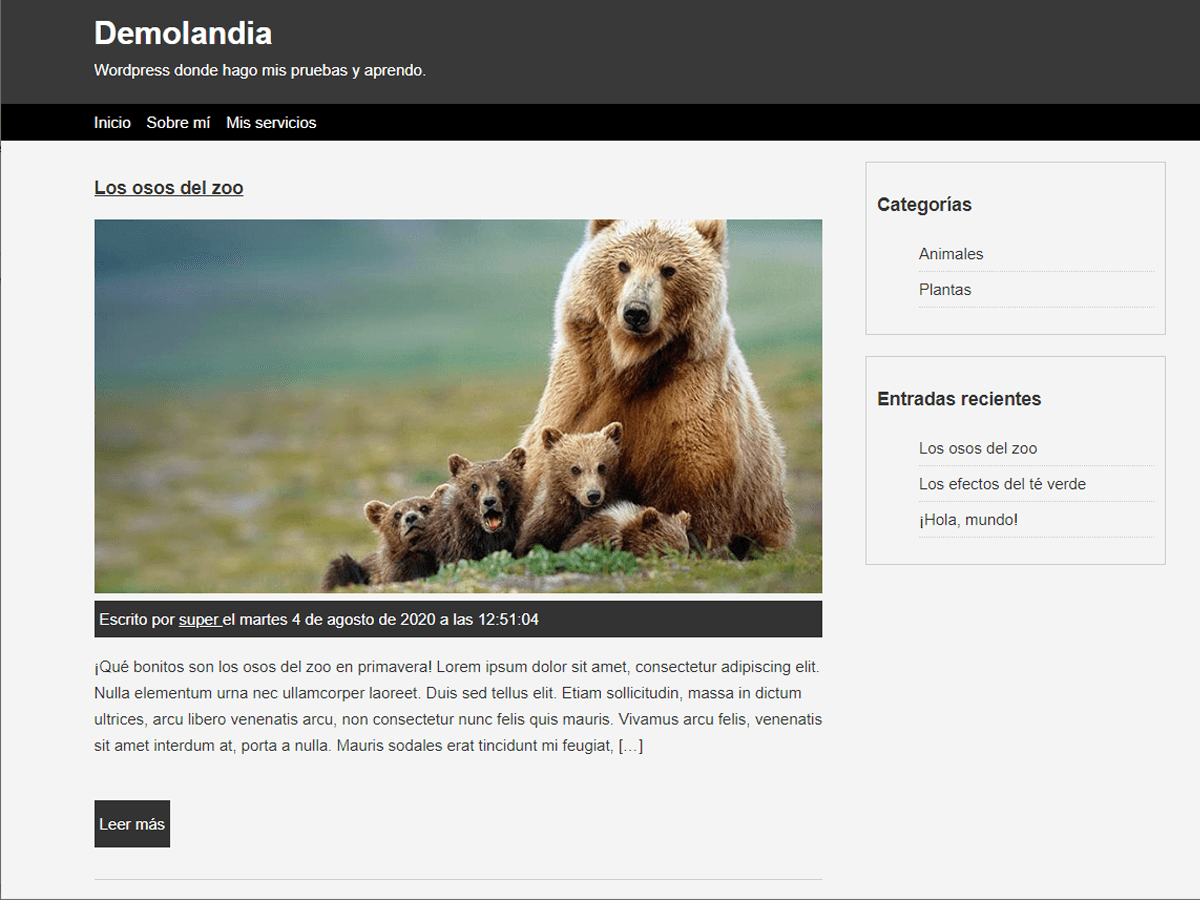 Demolandia
Wordpress donde hago mis pruebas y aprendo.
Inicio Sobre mí Mis servicios
Los osos del zoo
Escrito por super el martes 4 de agosto de 2020 a las 12:51:04
¡Qué bonitos son los osos del zoo en primavera! Lorem ipsum dolor sit amet, consectetur adipiscing elit.
Nulla elementum urna nec ullamcorper laoreet. Duis sed tellus elit. Etiam sollicitudin, massa in dictum
ultrices, arcu libero venenatis arcu, non consectetur nunc felis quis mauris. Vivamus arcu felis, venenatis
sit amet interdum at, porta a nulla. Mauris sodales erat tincidunt mi feugiat, […]
Leer más
Categorías
Animales
Plantas
Entradas recientes
Los osos del zoo
Los efectos del té verde
¡Hola, mundo!